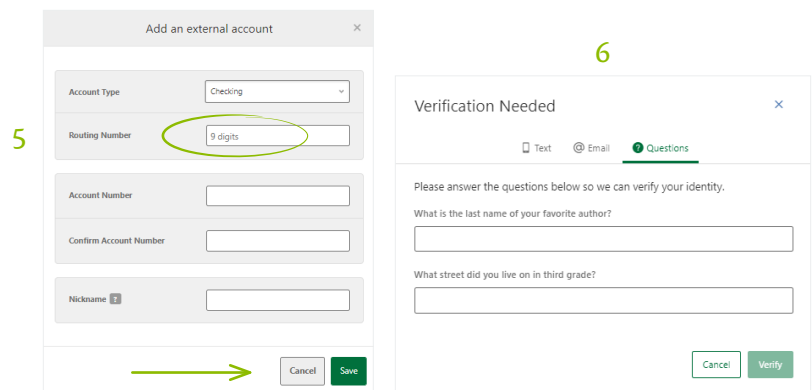 5
Add an external account ×
Account Type Checking
Routing Number 9 digits
Account Number
Confirm Account Number
Nickname ?
Cancel Save
6
Verification Needed ×
Text @ Email ? Questions
Please answer the questions below so we can verify your identity.
What is the last name of your favorite author?
What street did you live on in third grade?
Cancel Verify